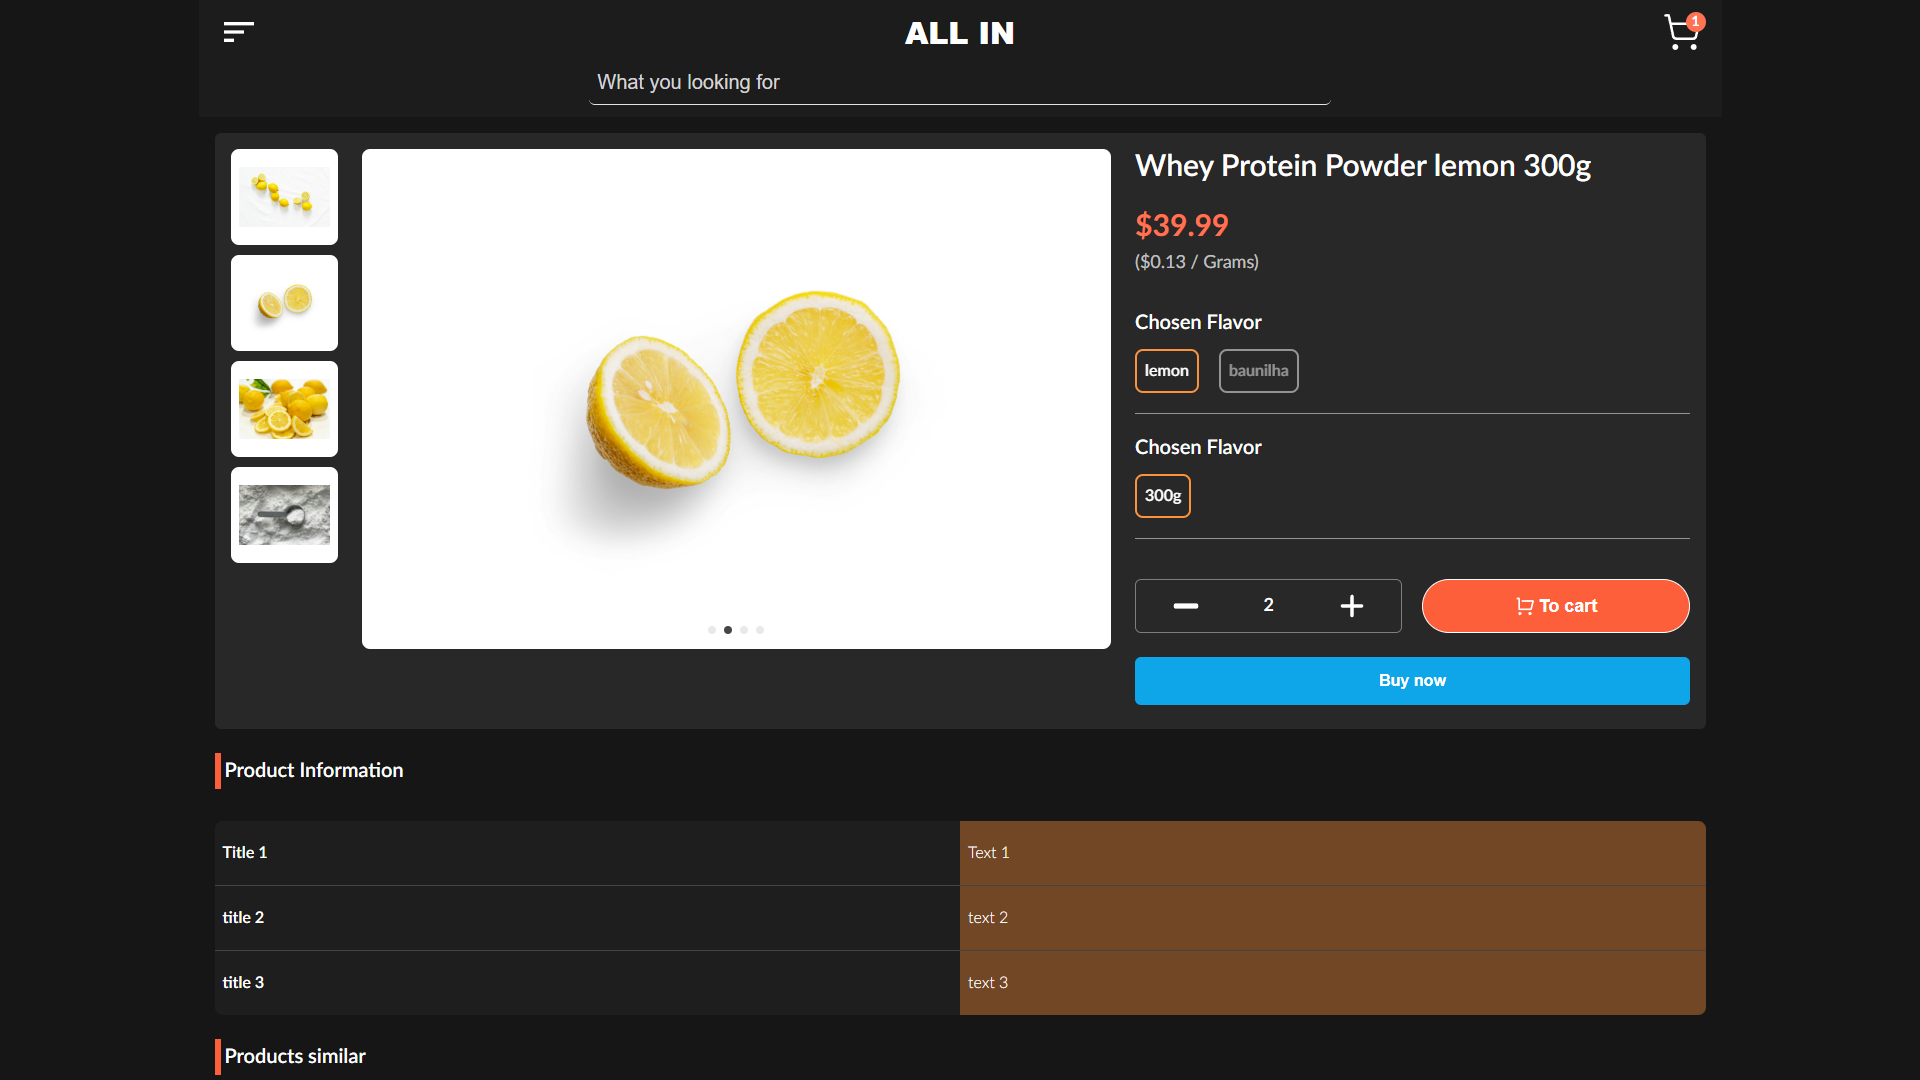 ALL IN
1
What you looking for
Whey Protein Powder lemon 300g
$39.99
($0.13 / Grams)
Chosen Flavor
lemon
baunilha
Chosen Flavor
300g
2
To cart
Buy now
Product Information
Title 1
Text 1
title 2
text 2
title 3
text 3
Products similar